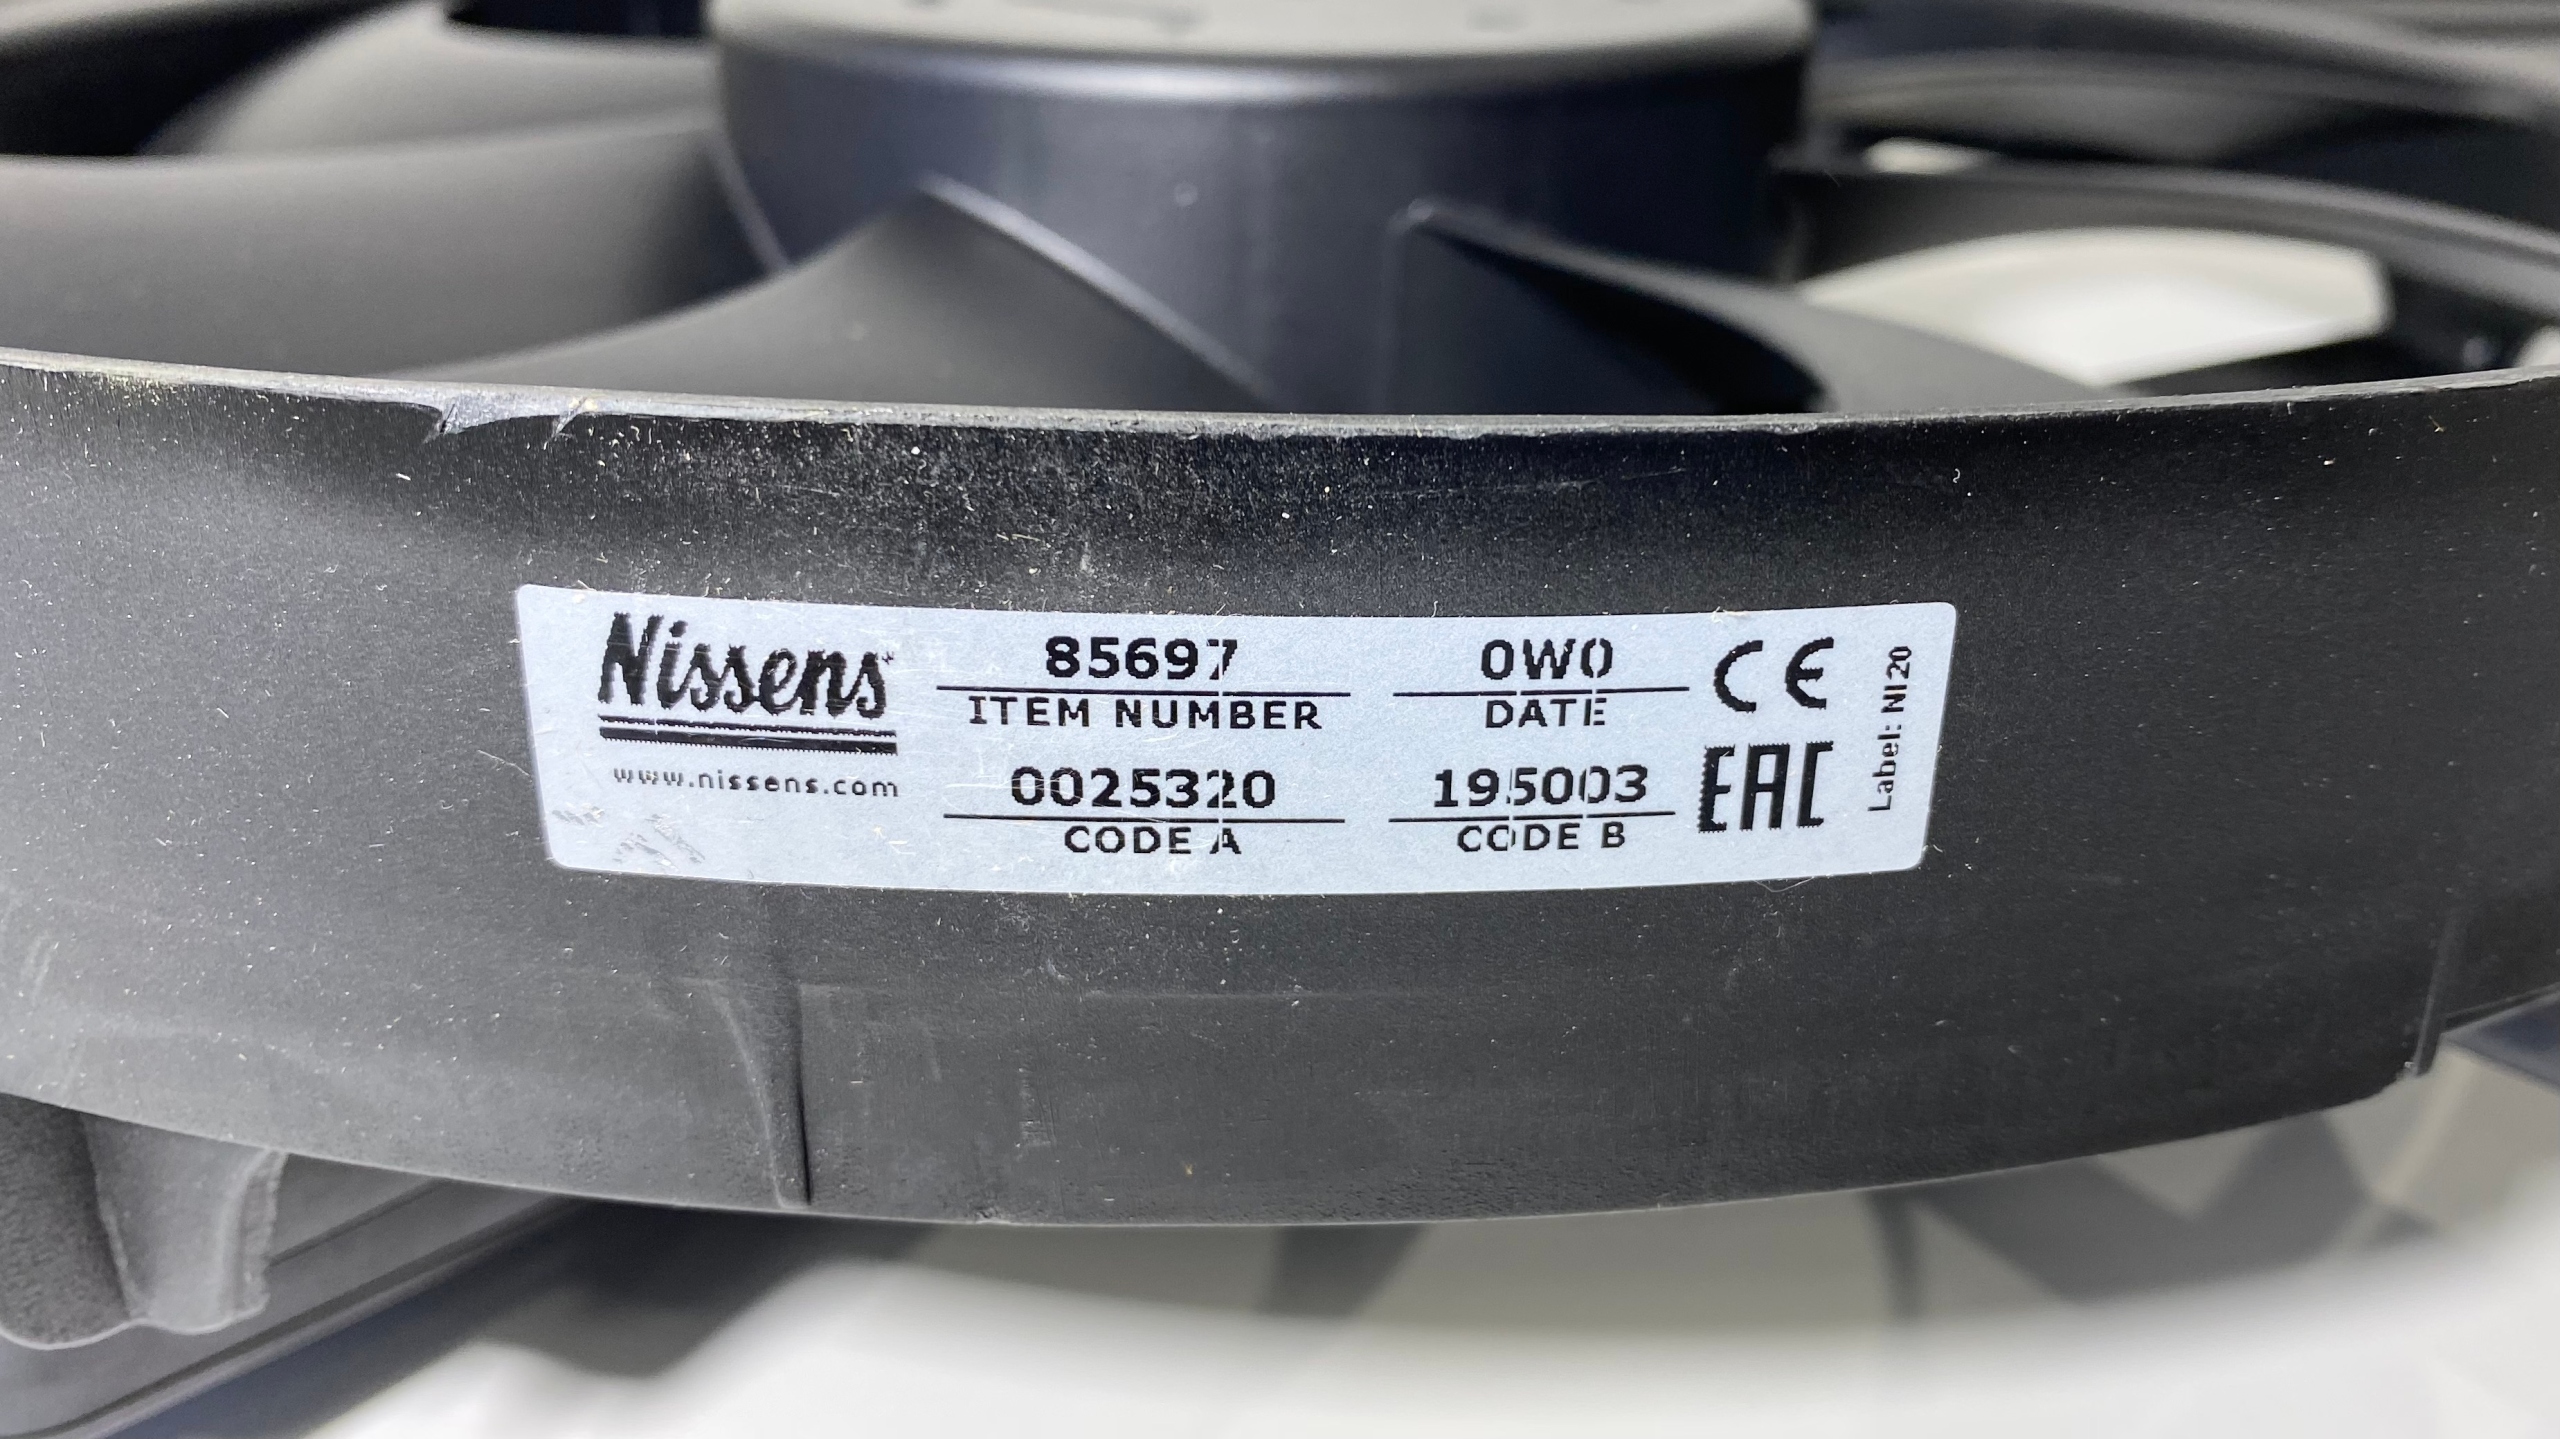 Nissens
www.nissens.com
85697
ITEM NUMBER
0W0
DATE
0025320
CODE A
195003
CODE B
CE
EAC
Label: NI20